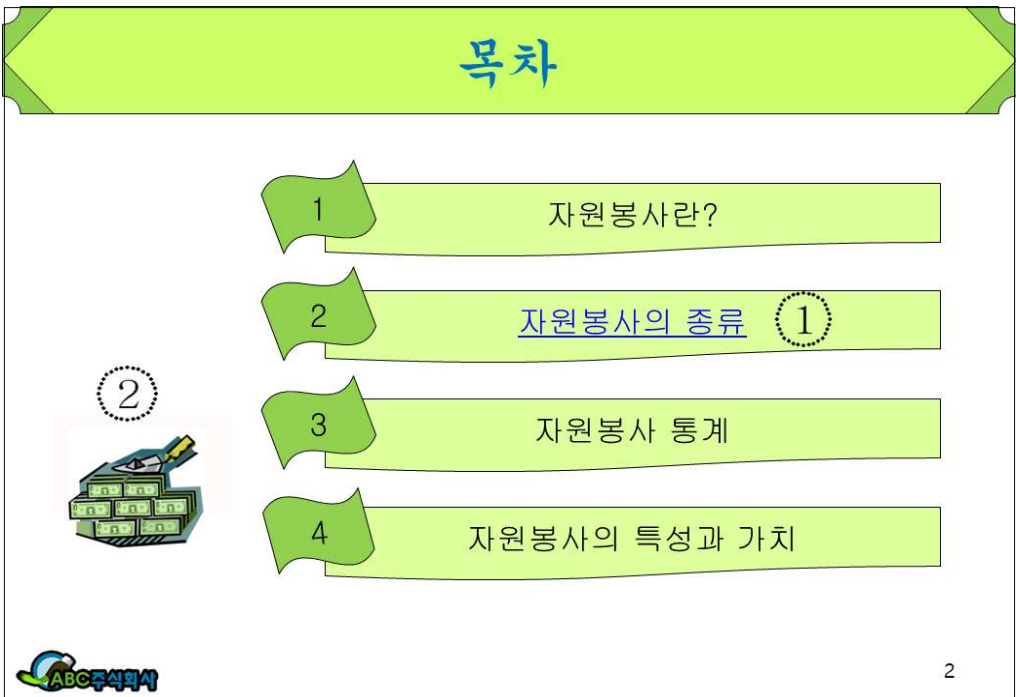 목차
1 자원봉사란?
2 자원봉사의 종류 ①
②
3 자원봉사 통계
4 자원봉사의 특성과 가치
ABC주식회사 2